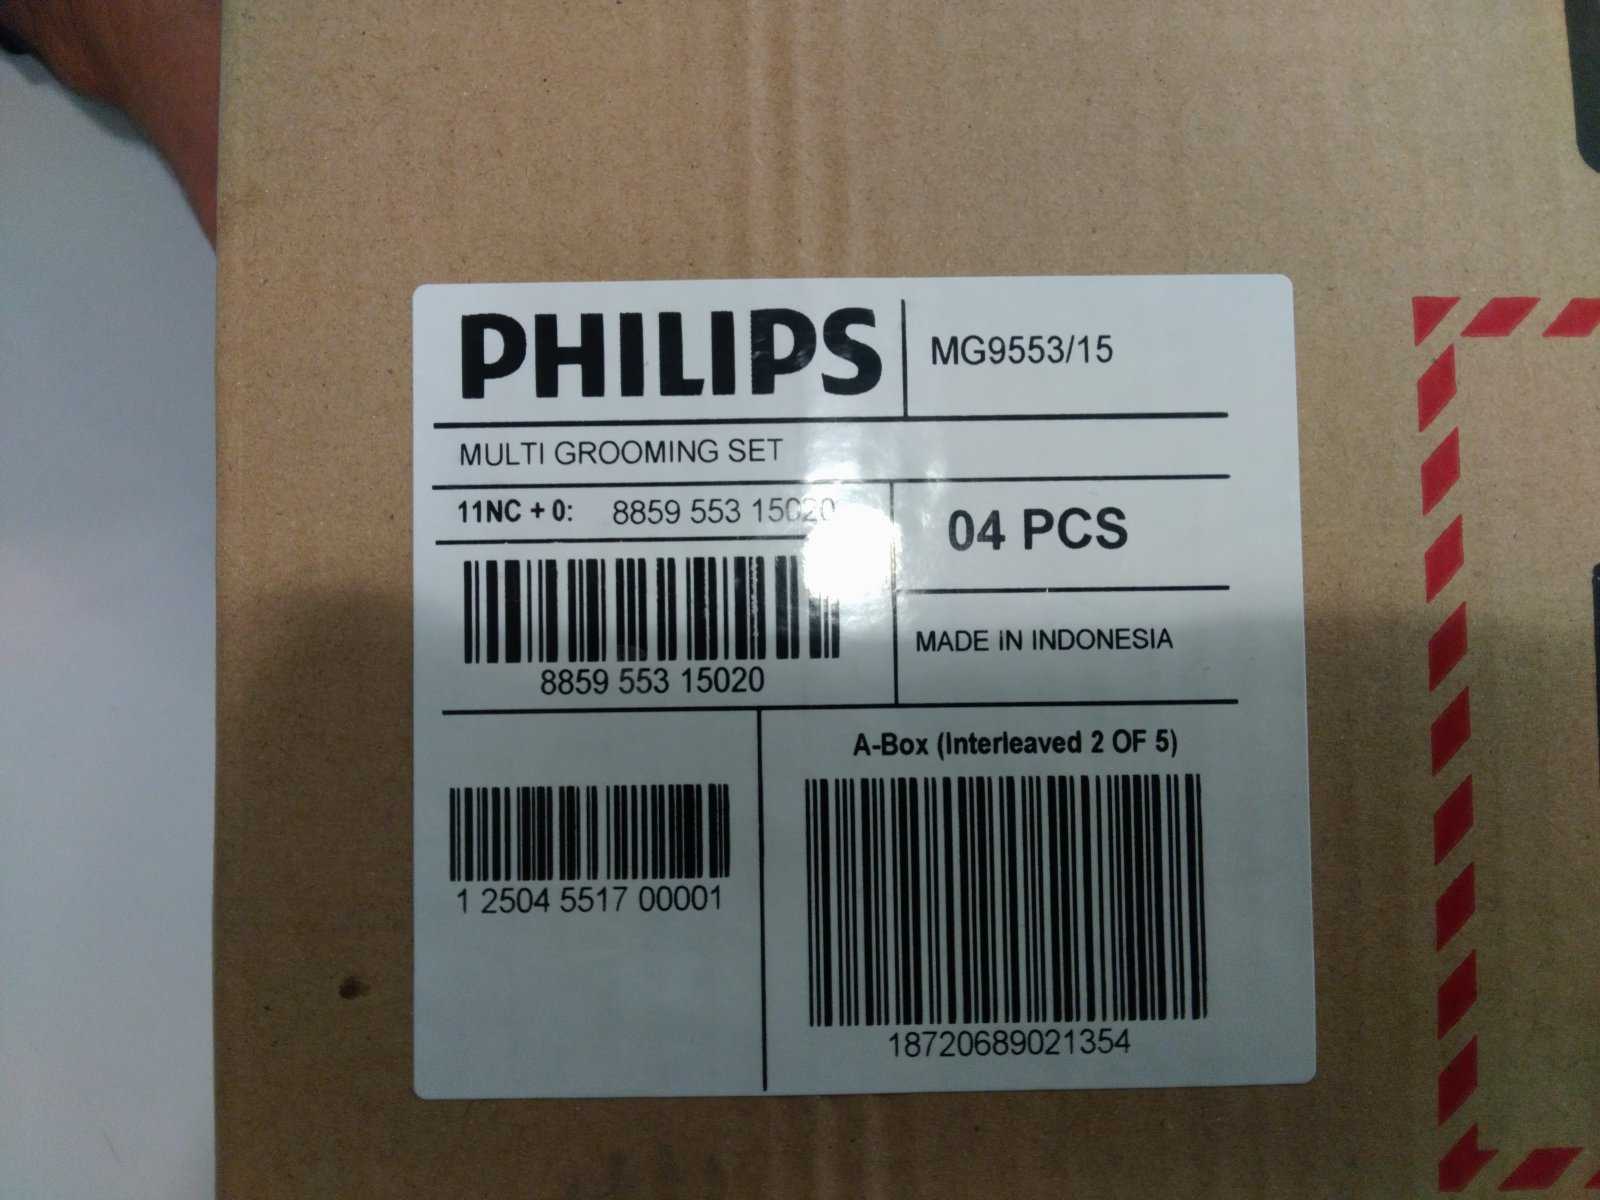 PHILIPS
MG9553/15
MULTI GROOMING SET
11NC + 0: 8859 553 15020
04 PCS
8859 553 15020
MADE IN INDONESIA
A-Box (Interleaved 2 OF 5)
1 2504 5517 00001
18720689021354